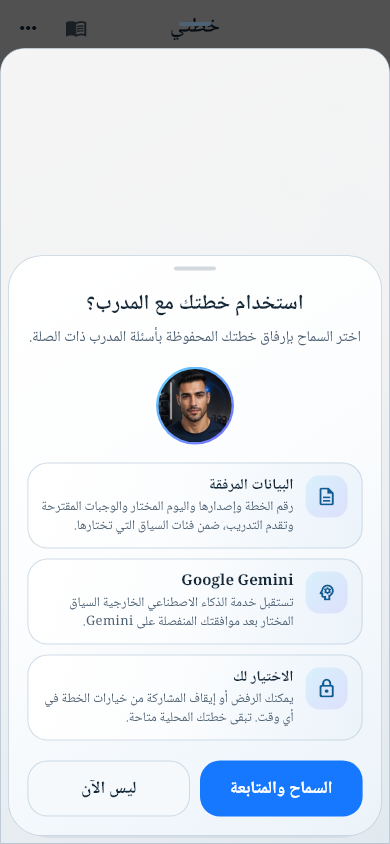 خطتي
استخدام خطتك مع المدرب؟
اختر السماح بإرفاق خطتك المحفوظة بأسئلة المدرب ذات الصلة.
البيانات المرفقة
رقم الخطة وإصدارها واليوم المختار والوجبات المقترحة
وتقدم التدريب، ضمن فئات السياق التي تختارها.
Google Gemini
تستقبل خدمة الذكاء الاصطناعي الخارجية السياق
المختار بعد موافقتك المنفصلة على Gemini.
الاختيار لك
يمكنك الرفض أو إيقاف المشاركة من خيارات الخطة في
أي وقت. تبقى خطتك المحلية متاحة.
السماح والمتابعة
ليس الآن